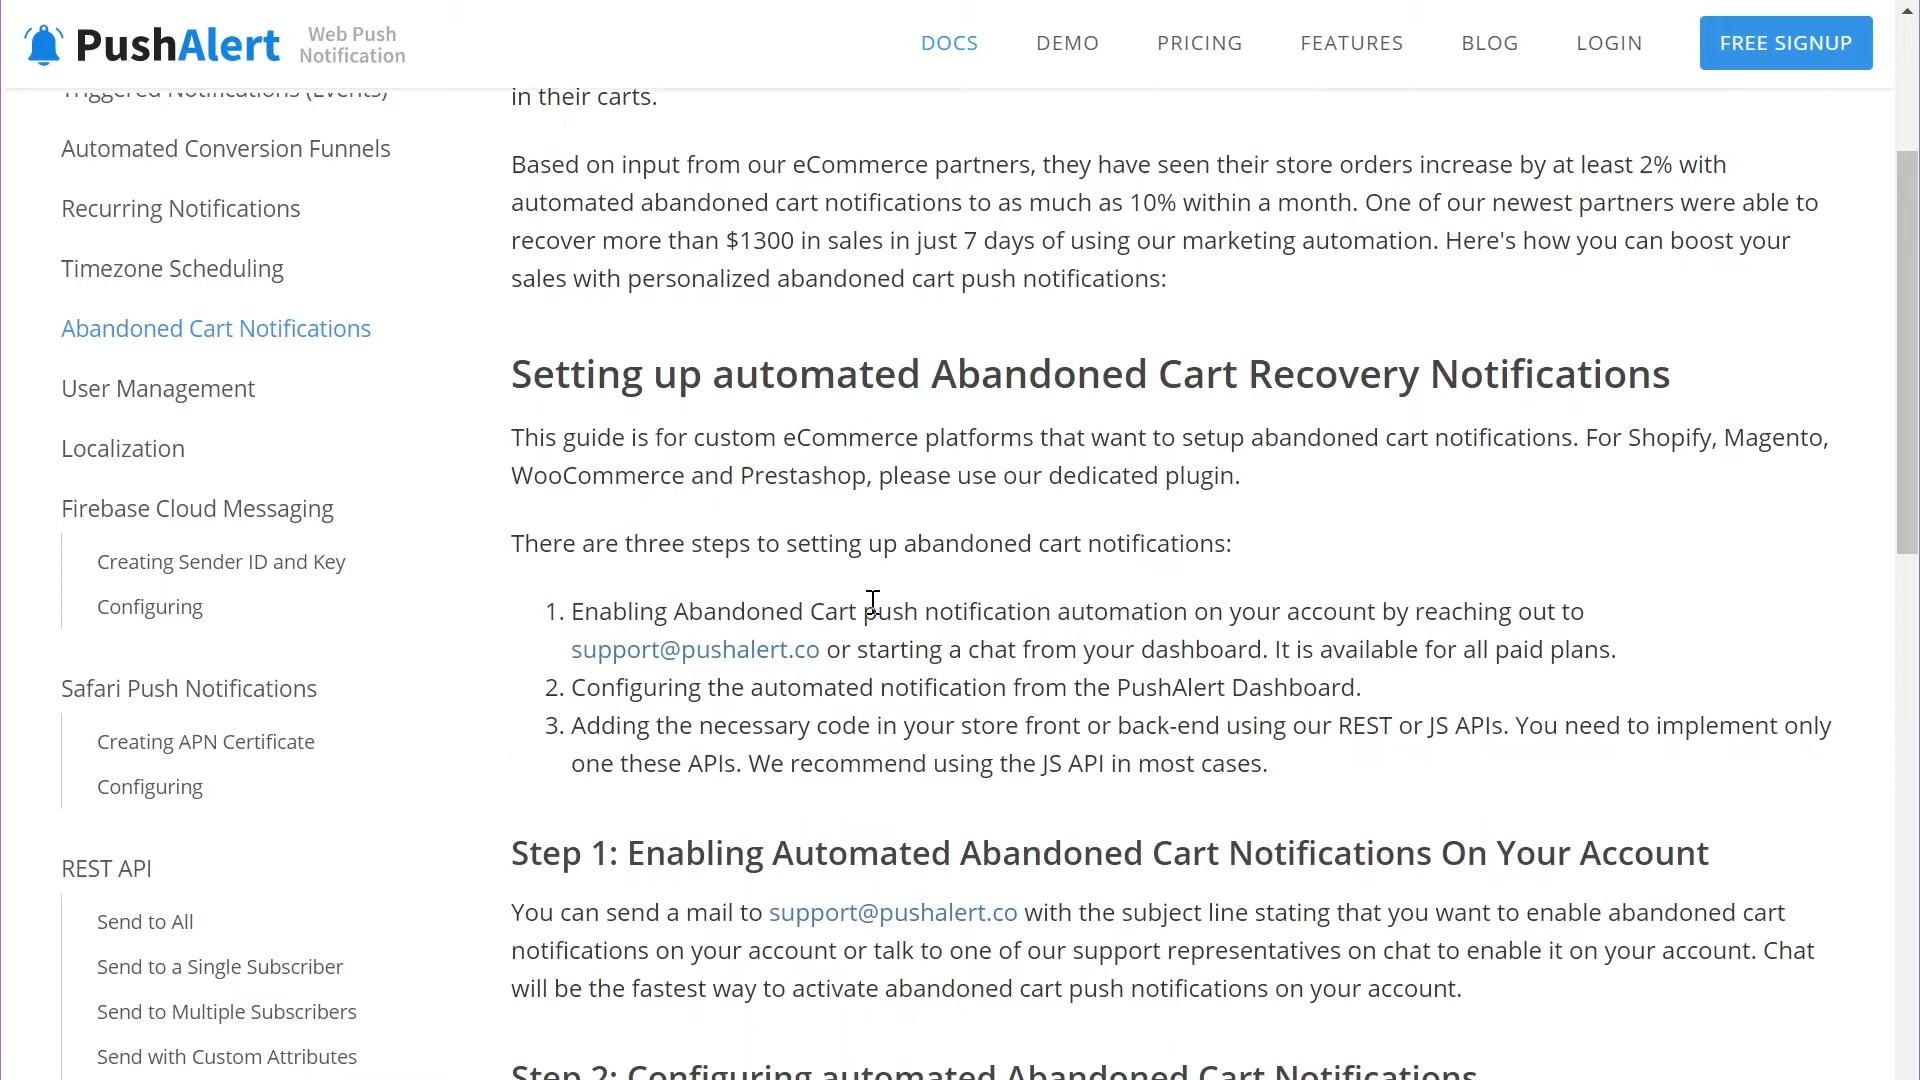 PushAlert
Web Push
Notification
DOCS
DEMO
PRICING
FEATURES
BLOG
LOGIN
FREE SIGNUP
Triggered Notifications (Events)
Automated Conversion Funnels
Recurring Notifications
Timezone Scheduling
Abandoned Cart Notifications
User Management
Localization
Firebase Cloud Messaging
Creating Sender ID and Key
Configuring
Safari Push Notifications
Creating APN Certificate
Configuring
REST API
Send to All
Send to a Single Subscriber
Send to Multiple Subscribers
Send with Custom Attributes
in their carts.
Based on input from our eCommerce partners, they have seen their store orders increase by at least 2% with
automated abandoned cart notifications to as much as 10% within a month. One of our newest partners were able to
recover more than $1300 in sales in just 7 days of using our marketing automation. Here's how you can boost your
sales with personalized abandoned cart push notifications:
Setting up automated Abandoned Cart Recovery Notifications
This guide is for custom eCommerce platforms that want to setup abandoned cart notifications. For Shopify, Magento,
WooCommerce and Prestashop, please use our dedicated plugin.
There are three steps to setting up abandoned cart notifications:
1. Enabling Abandoned Cart push notification automation on your account by reaching out to
support@pushalert.co or starting a chat from your dashboard. It is available for all paid plans.
2. Configuring the automated notification from the PushAlert Dashboard.
3. Adding the necessary code in your store front or back-end using our REST or JS APIs. You need to implement only
one these APIs. We recommend using the JS API in most cases.
Step 1: Enabling Automated Abandoned Cart Notifications On Your Account
You can send a mail to support@pushalert.co with the subject line stating that you want to enable abandoned cart
notifications on your account or talk to one of our support representatives on chat to enable it on your account. Chat
will be the fastest way to activate abandoned cart push notifications on your account.
Step 2: Configuring automated Abandoned Cart Notifications